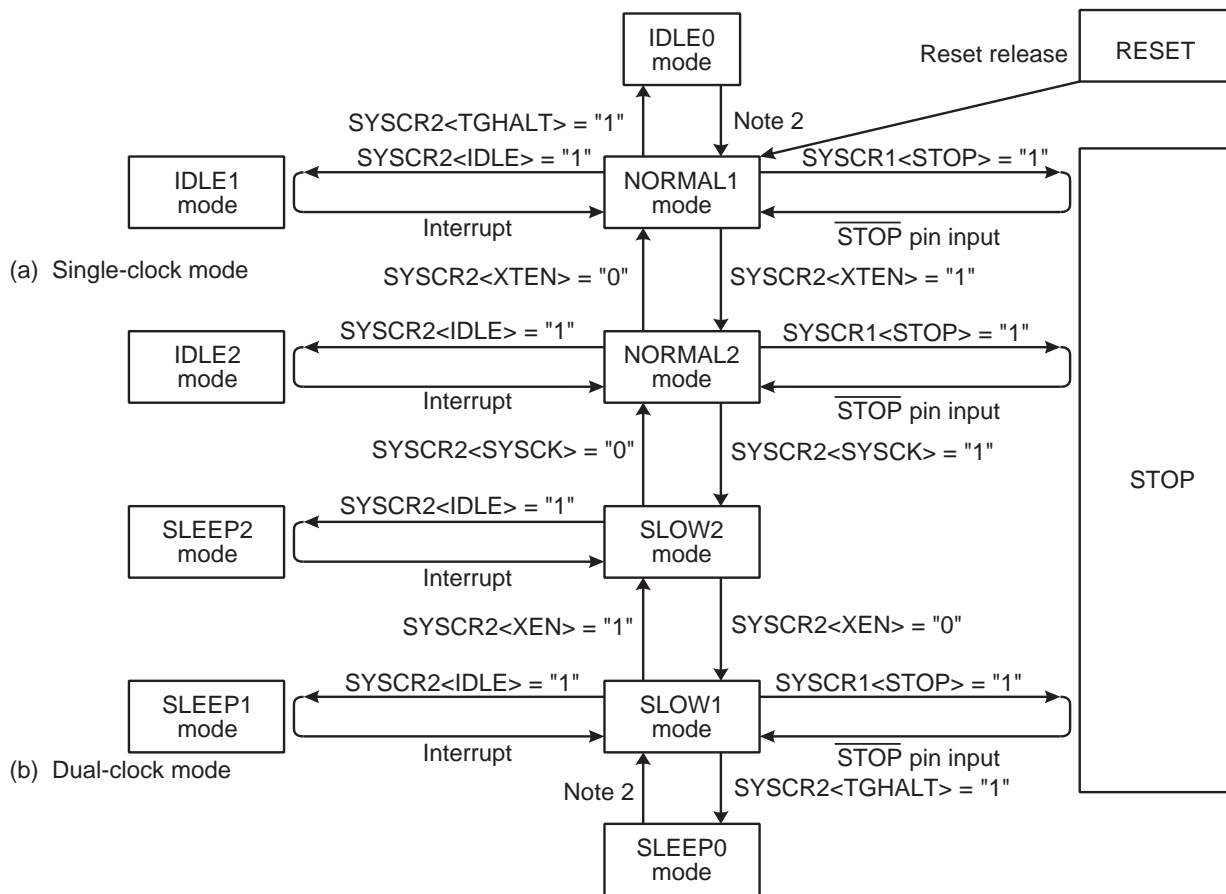 IDLE0
mode
Reset release
RESET
SYSCR2<TGHALT> = "1"
Note 2
SYSCR2<IDLE> = "1"
SYSCR1<STOP> = "1"
IDLE1
mode
NORMAL1
mode
Interrupt
STOP pin input
(a) Single-clock mode
SYSCR2<XTEN> = "0"
SYSCR2<XTEN> = "1"
SYSCR2<IDLE> = "1"
SYSCR1<STOP> = "1"
IDLE2
mode
NORMAL2
mode
Interrupt
STOP pin input
SYSCR2<SYSCK> = "0"
SYSCR2<SYSCK> = "1"
STOP
SYSCR2<IDLE> = "1"
SLEEP2
mode
SLOW2
mode
Interrupt
SYSCR2<XEN> = "1"
SYSCR2<XEN> = "0"
SYSCR2<IDLE> = "1"
SYSCR1<STOP> = "1"
SLEEP1
mode
SLOW1
mode
Interrupt
STOP pin input
(b) Dual-clock mode
Note 2
SYSCR2<TGHALT> = "1"
SLEEP0
mode